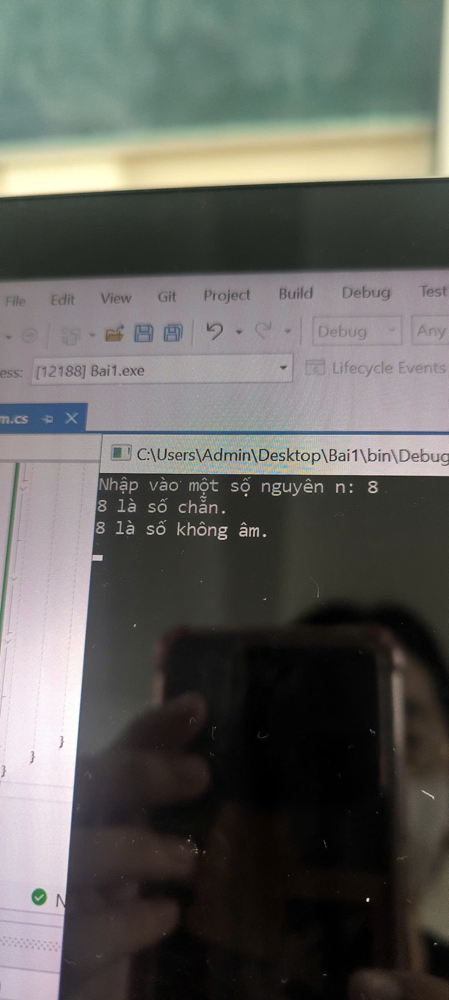 File Edit View Git Project Build Debug Test
Debug Any
ess: [12188] Bai1.exe Lifecycle Events
m.cs
C:\Users\Admin\Desktop\Bai1\bin\Debug
Nhập vào một số nguyên n: 8
8 là số chẵn.
8 là số không âm.
}
}
}
N